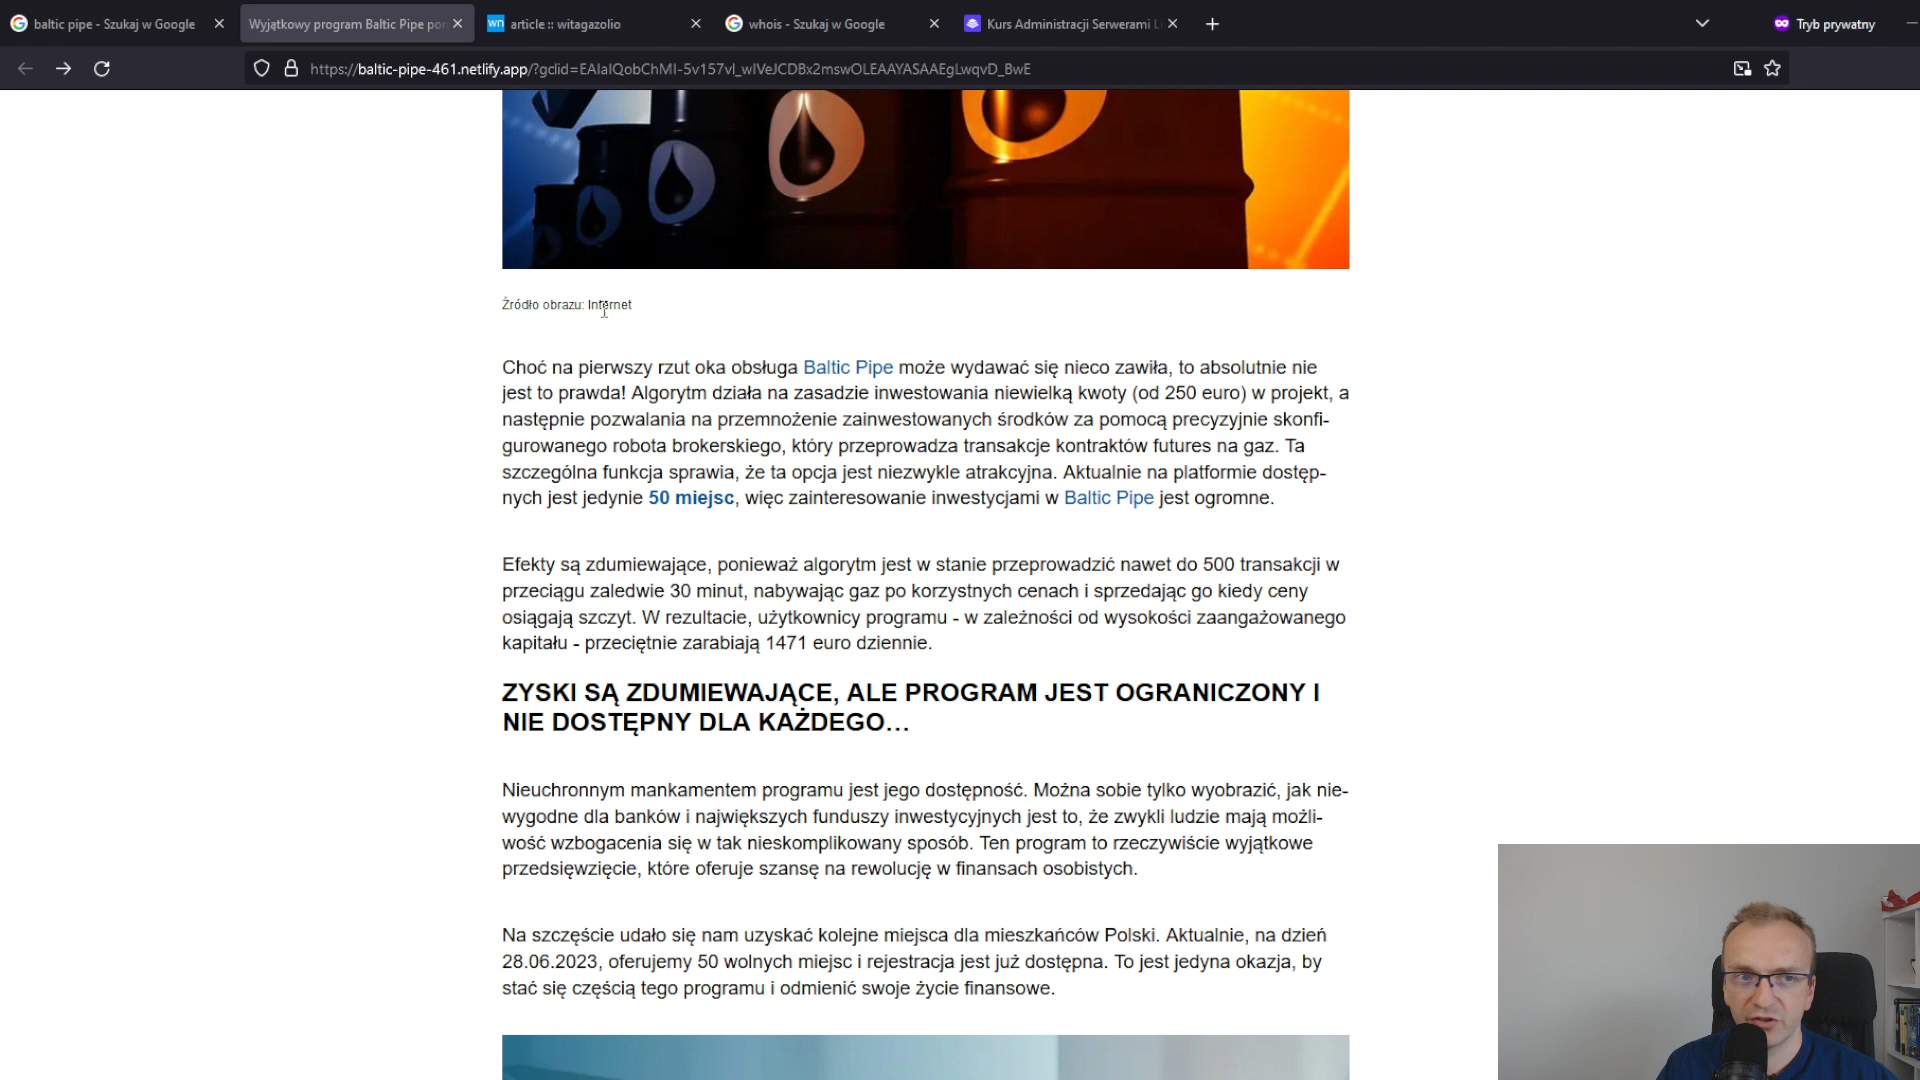 baltic pipe - Szukaj w Google
Wyjątkowy program Baltic Pipe po
wn article :: witagazolio
whois - Szukaj w Google
Kurs Administracji Serwerami L
Tryb prywatny
https://baltic-pipe-461.netlify.app/?gclid=EAIaIQobChMI-5v157vl_wIVeJCDBx2mswOLEAAYASAAEgLwqvD_BwE
Źródło obrazu: Internet
Choć na pierwszy rzut oka obsługa Baltic Pipe może wydawać się nieco zawiła, to absolutnie nie
jest to prawda! Algorytm działa na zasadzie inwestowania niewielką kwoty (od 250 euro) w projekt, a
następnie pozwalania na przemnożenie zainwestowanych środków za pomocą precyzyjnie skonfi-
gurowanego robota brokerskiego, który przeprowadza transakcje kontraktów futures na gaz. Ta
szczególna funkcja sprawia, że ta opcja jest niezwykle atrakcyjna. Aktualnie na platformie dostęp-
nych jest jedynie 50 miejsc, więc zainteresowanie inwestycjami w Baltic Pipe jest ogromne.
Efekty są zdumiewające, ponieważ algorytm jest w stanie przeprowadzić nawet do 500 transakcji w
przeciągu zaledwie 30 minut, nabywając gaz po korzystnych cenach i sprzedając go kiedy ceny
osiągają szczyt. W rezultacie, użytkownicy programu - w zależności od wysokości zaangażowanego
kapitału - przeciętnie zarabiają 1471 euro dziennie.
ZYSKI SĄ ZDUMIEWAJĄCE, ALE PROGRAM JEST OGRANICZONY I
NIE DOSTĘPNY DLA KAŻDEGO…
Nieuchronnym mankamentem programu jest jego dostępność. Można sobie tylko wyobrazić, jak nie-
wygodne dla banków i największych funduszy inwestycyjnych jest to, że zwykli ludzie mają możli-
wość wzbogacenia się w tak nieskomplikowany sposób. Ten program to rzeczywiście wyjątkowe
przedsięwzięcie, które oferuje szansę na rewolucję w finansach osobistych.
Na szczęście udało się nam uzyskać kolejne miejsca dla mieszkańców Polski. Aktualnie, na dzień
28.06.2023, oferujemy 50 wolnych miejsc i rejestracja jest już dostępna. To jest jedyna okazja, by
stać się częścią tego programu i odmienić swoje życie finansowe.